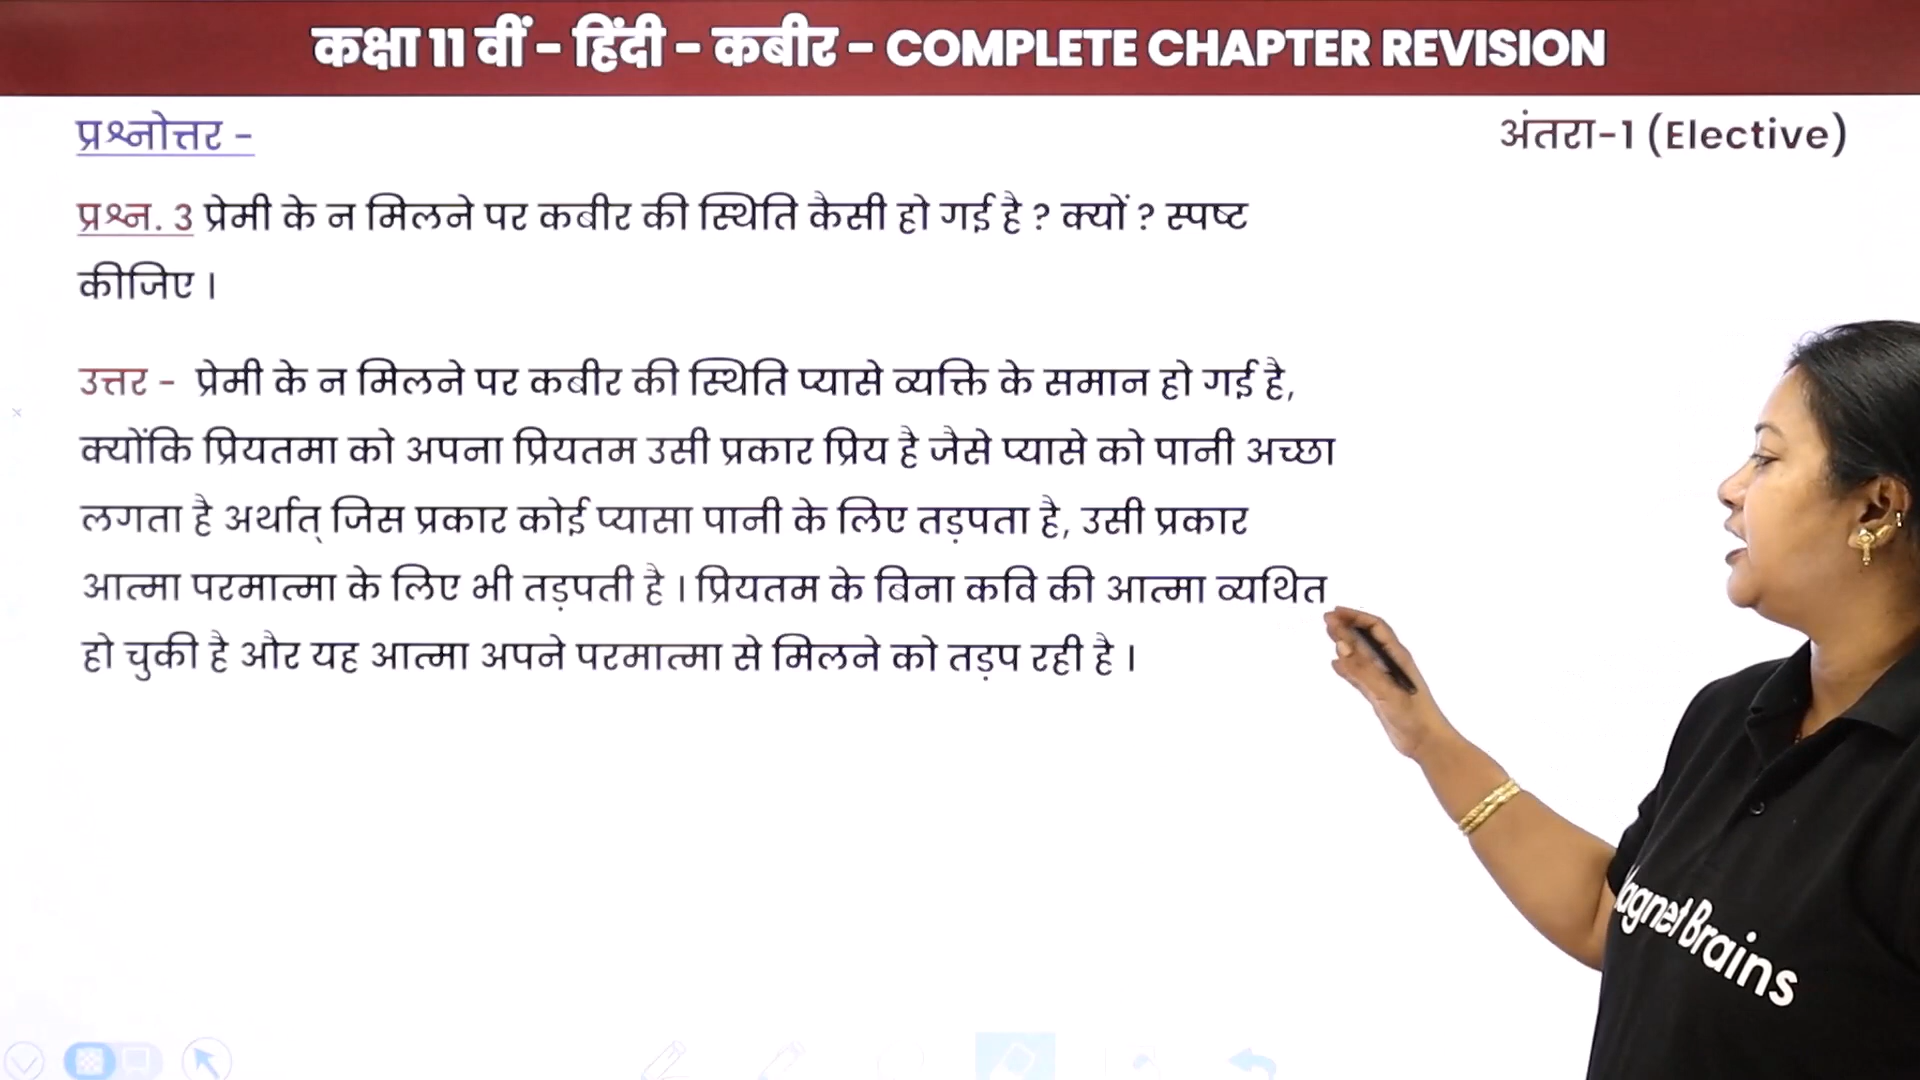 कक्षा 11 वीं - हिंदी - कबीर - COMPLETE CHAPTER REVISION
प्रश्नोत्तर -
अंतरा-1 (Elective)
प्रश्न. 3 प्रेमी के न मिलने पर कबीर की स्थिति कैसी हो गई है ? क्यों ? स्पष्ट
कीजिए ।
उत्तर - प्रेमी के न मिलने पर कबीर की स्थिति प्यासे व्यक्ति के समान हो गई है,
क्योंकि प्रियतमा को अपना प्रियतम उसी प्रकार प्रिय है जैसे प्यासे को पानी अच्छा
लगता है अर्थात् जिस प्रकार कोई प्यासा पानी के लिए तड़पता है, उसी प्रकार
आत्मा परमात्मा के लिए भी तड़पती है । प्रियतम के बिना कवि की आत्मा व्यथित
हो चुकी है और यह आत्मा अपने परमात्मा से मिलने को तड़प रही है ।
Magnet Brains